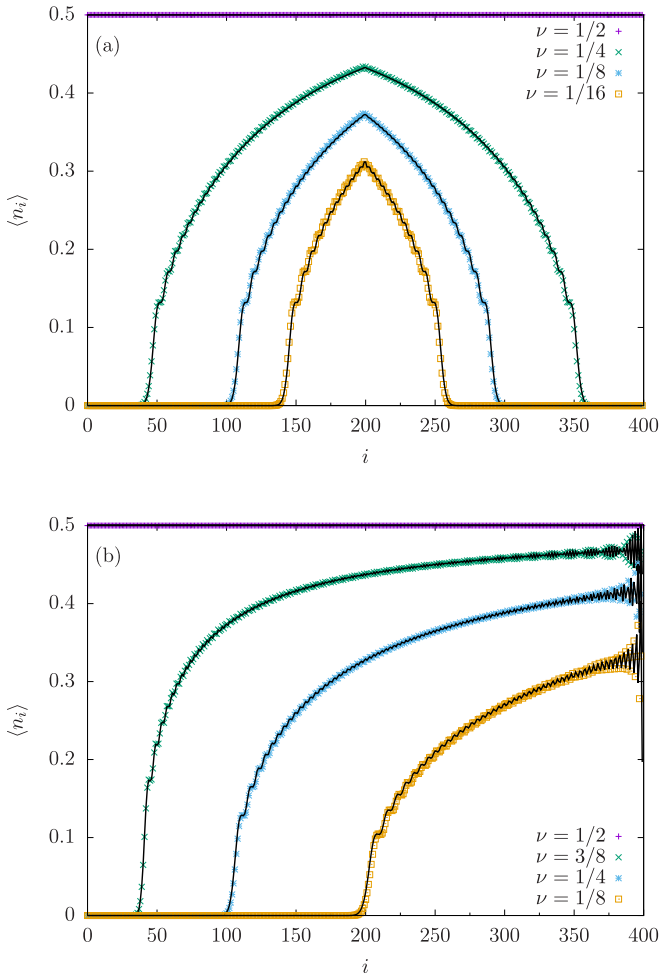 (a)
ν = 1/2
ν = 1/4
ν = 1/8
ν = 1/16
⟨n_i⟩
0.5
0.4
0.3
0.2
0.1
0
0 50 100 150 200 250 300 350 400
i
(b)
⟨n_i⟩
0.5
0.4
0.3
0.2
0.1
0
ν = 1/2
ν = 3/8
ν = 1/4
ν = 1/8
0 50 100 150 200 250 300 350 400
i